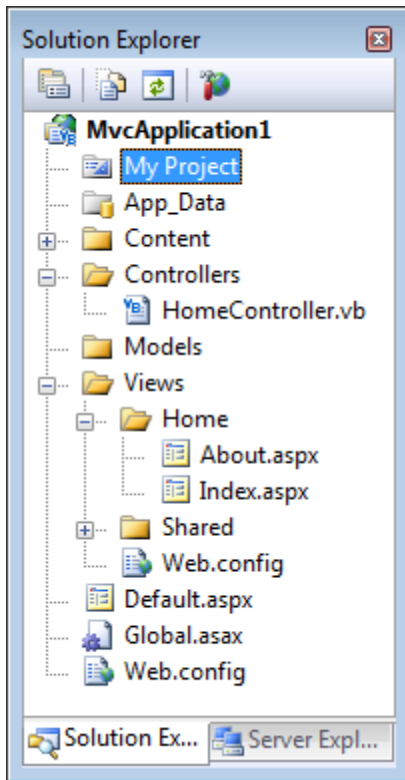 Solution Explorer
MvcApplication1
My Project
App_Data
Content
Controllers
HomeController.vb
Models
Views
Home
About.aspx
Index.aspx
Shared
Web.config
Default.aspx
Global.asax
Web.config
Solution Ex... Server Expl...